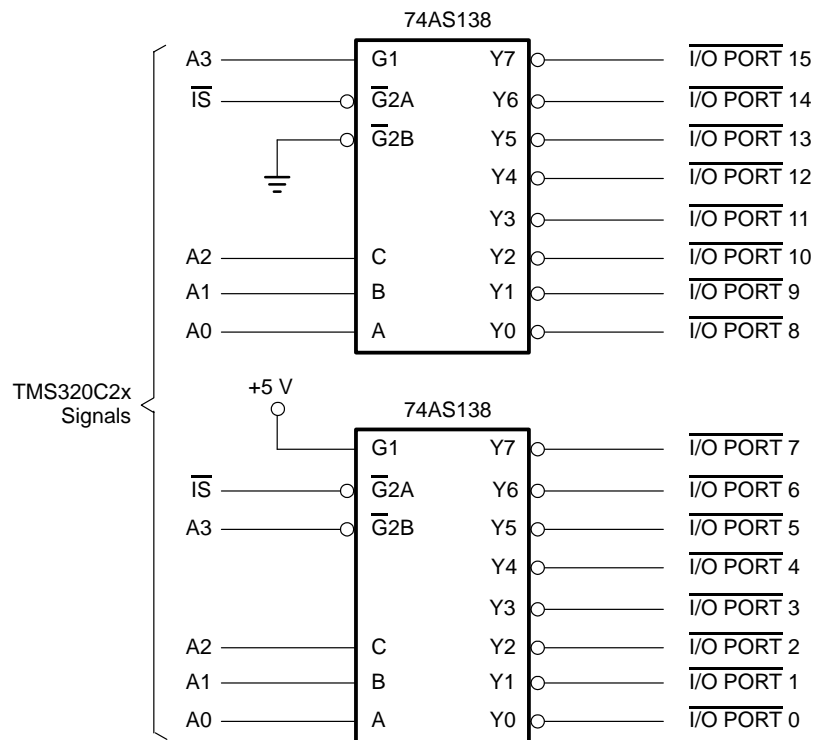 74AS138
A3 G1 Y7 I/O PORT 15
IS G2A Y6 I/O PORT 14
G2B Y5 I/O PORT 13
Y4 I/O PORT 12
Y3 I/O PORT 11
A2 C Y2 I/O PORT 10
A1 B Y1 I/O PORT 9
A0 A Y0 I/O PORT 8
TMS320C2x
Signals
+5 V
74AS138
G1 Y7 I/O PORT 7
IS G2A Y6 I/O PORT 6
A3 G2B Y5 I/O PORT 5
Y4 I/O PORT 4
Y3 I/O PORT 3
A2 C Y2 I/O PORT 2
A1 B Y1 I/O PORT 1
A0 A Y0 I/O PORT 0